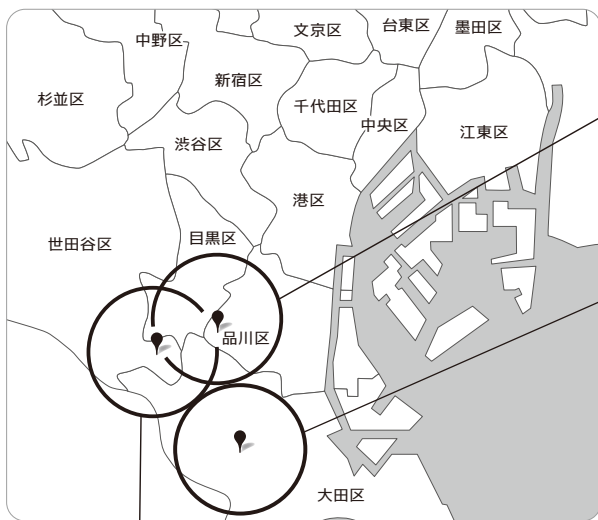 文京区
台東区
墨田区
中野区
新宿区
杉並区
千代田区
中央区
江東区
渋谷区
港区
世田谷区
目黒区
品川区
大田区